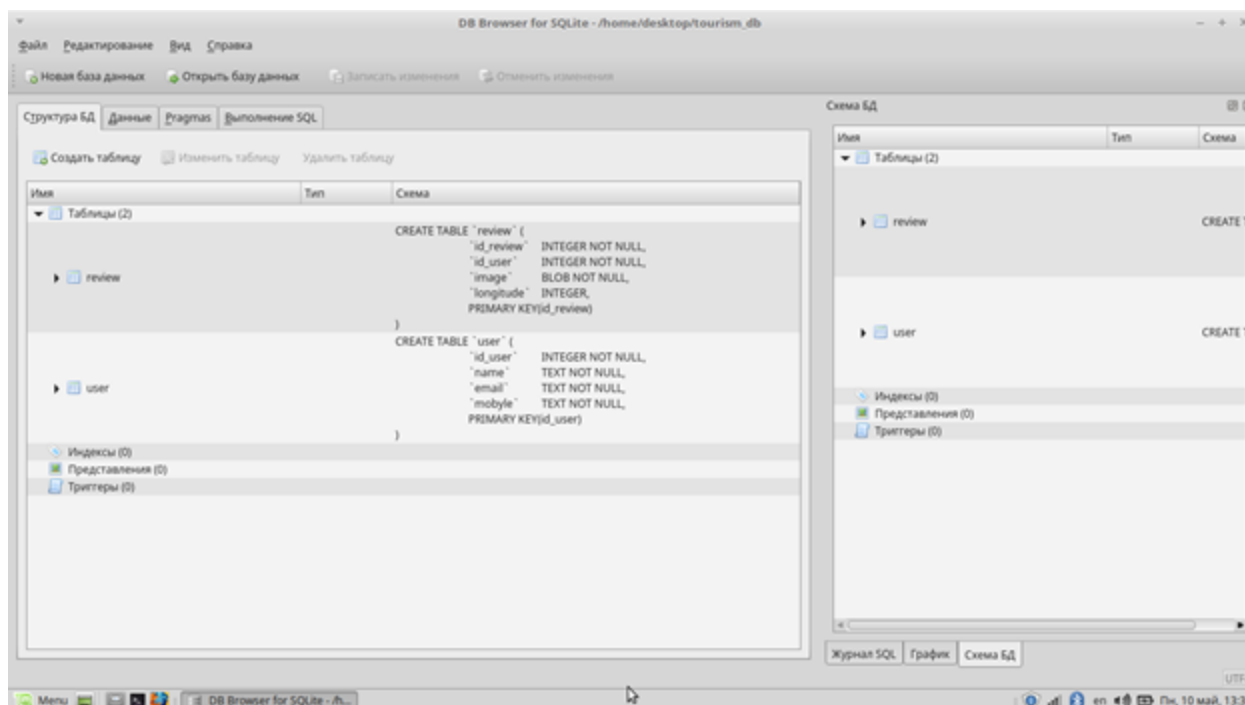 DB Browser for SQLite - /home/desktop/tourism_db
Файл Редактирование Вид Справка
Новая база данных Открыть базу данных Записать изменения Отменить изменения
Структура БД Данные Pragmas Выполнение SQL
Создать таблицу Изменить таблицу Удалить таблицу
Имя Тип Схема
Таблицы (2)
review
CREATE TABLE `review` (
`id_review` INTEGER NOT NULL,
`id_user` INTEGER NOT NULL,
`image` BLOB NOT NULL,
`longitude` INTEGER,
PRIMARY KEY(id_review)
)
user
CREATE TABLE `user` (
`id_user` INTEGER NOT NULL,
`name` TEXT NOT NULL,
`email` TEXT NOT NULL,
`mobyle` TEXT NOT NULL,
PRIMARY KEY(id_user)
)
Индексы (0)
Представления (0)
Триггеры (0)
Схема БД
Имя Тип Схема
Таблицы (2)
review CREATE
user CREATE
Индексы (0)
Представления (0)
Триггеры (0)
Журнал SQL График Схема БД
UTF
Menu DB Browser for SQLite - /h... en Пн, 10 май, 13:3